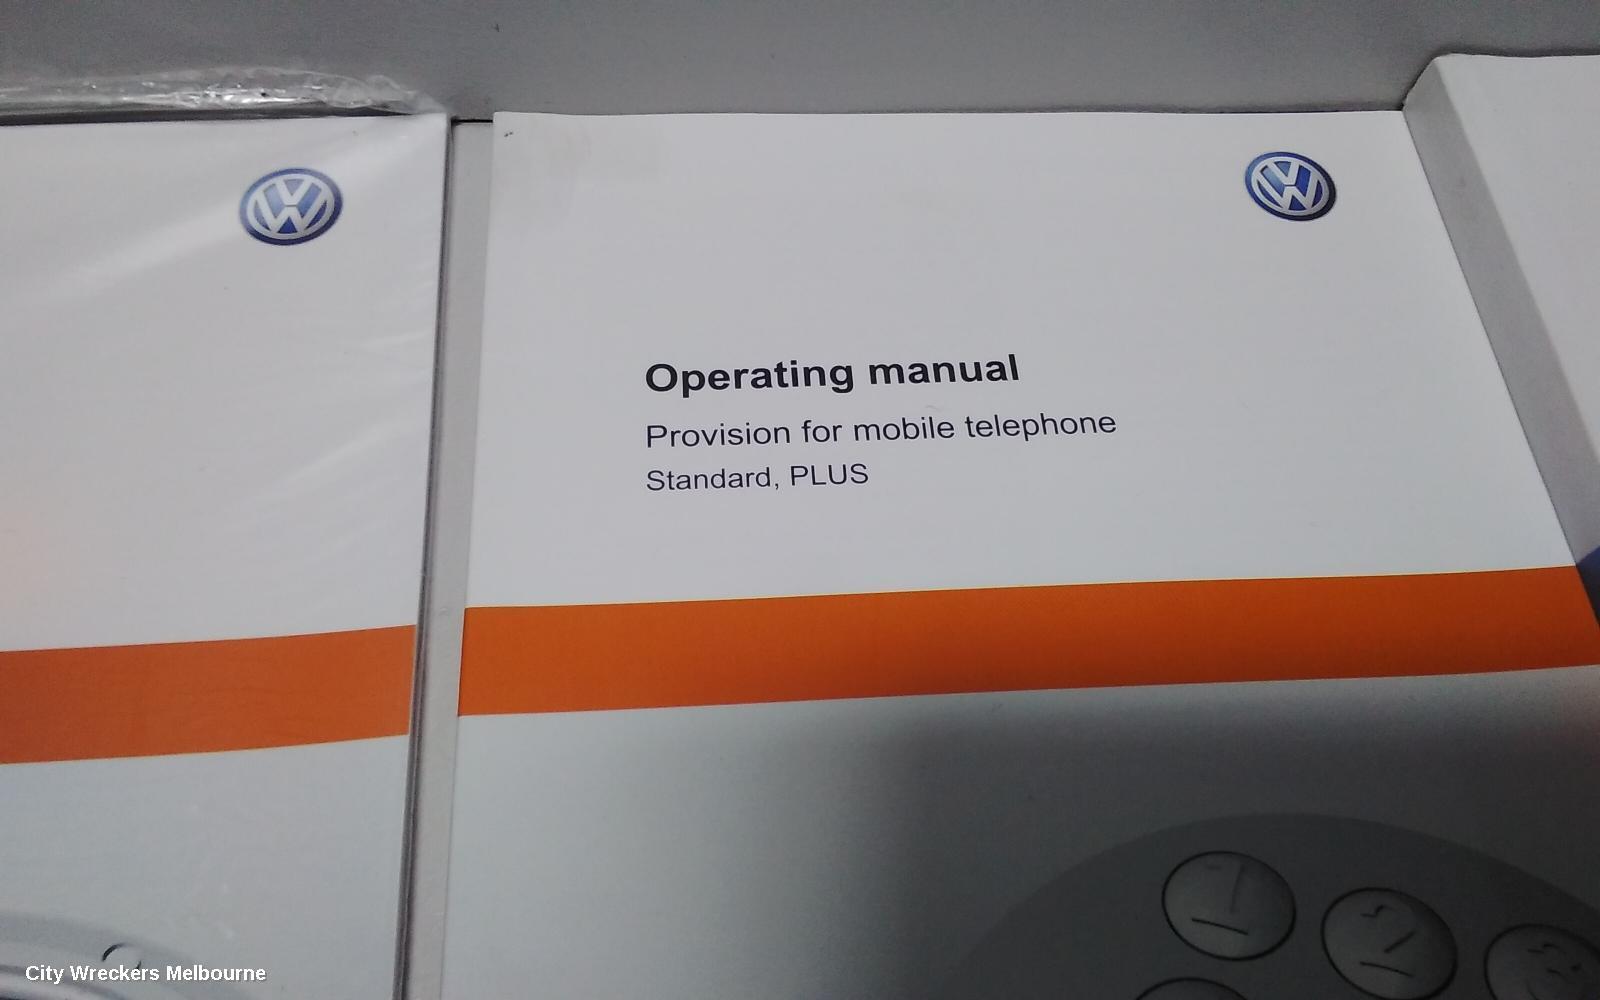 Operating manual
Provision for mobile telephone
Standard, PLUS
City Wreckers Melbourne